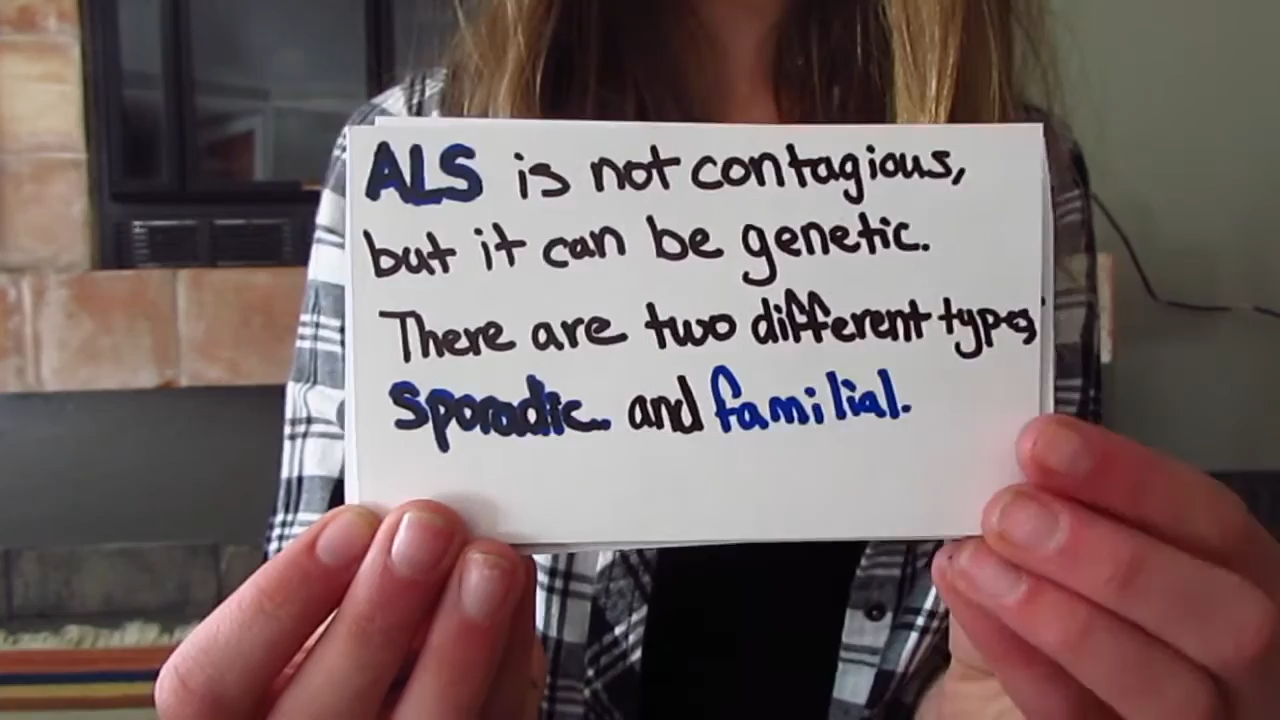 ALS is not contagious,
but it can be genetic.
There are two different types
sporadic and familial.